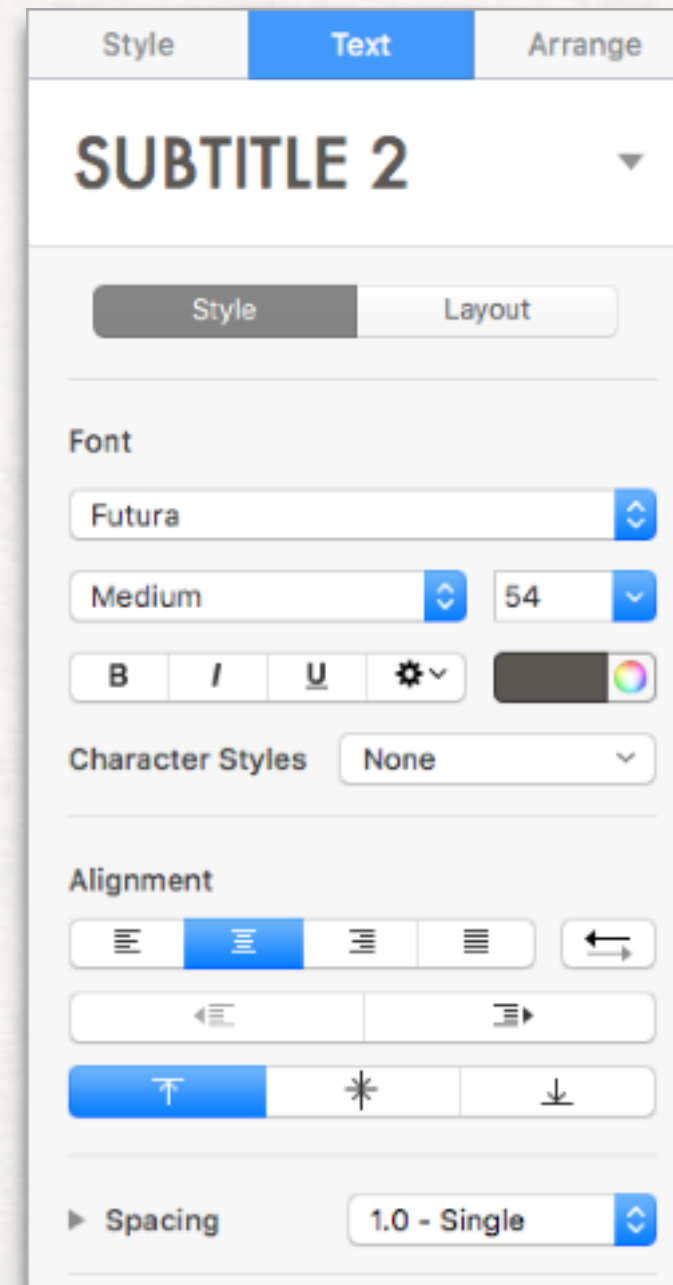 Style Text Arrange
SUBTITLE 2
Style Layout
Font
Futura
Medium 54
B I U
Character Styles None
Alignment
Spacing 1.0 - Single